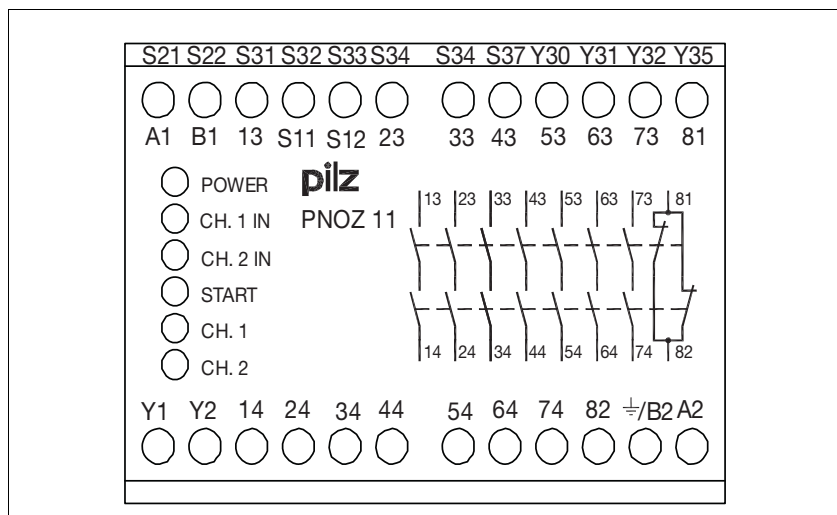 S21 S22 S31 S32 S33 S34 S34 S37 Y30 Y31 Y32 Y35
A1 B1 13 S11 S12 23 33 43 53 63 73 81
POWER pilz
CH. 1 IN PNOZ 11
CH. 2 IN
START
CH. 1
CH. 2
13 23 33 43 53 63 73 81
14 24 34 44 54 64 74 82
Y1 Y2 14 24 34 44 54 64 74 82 ⏚/B2 A2